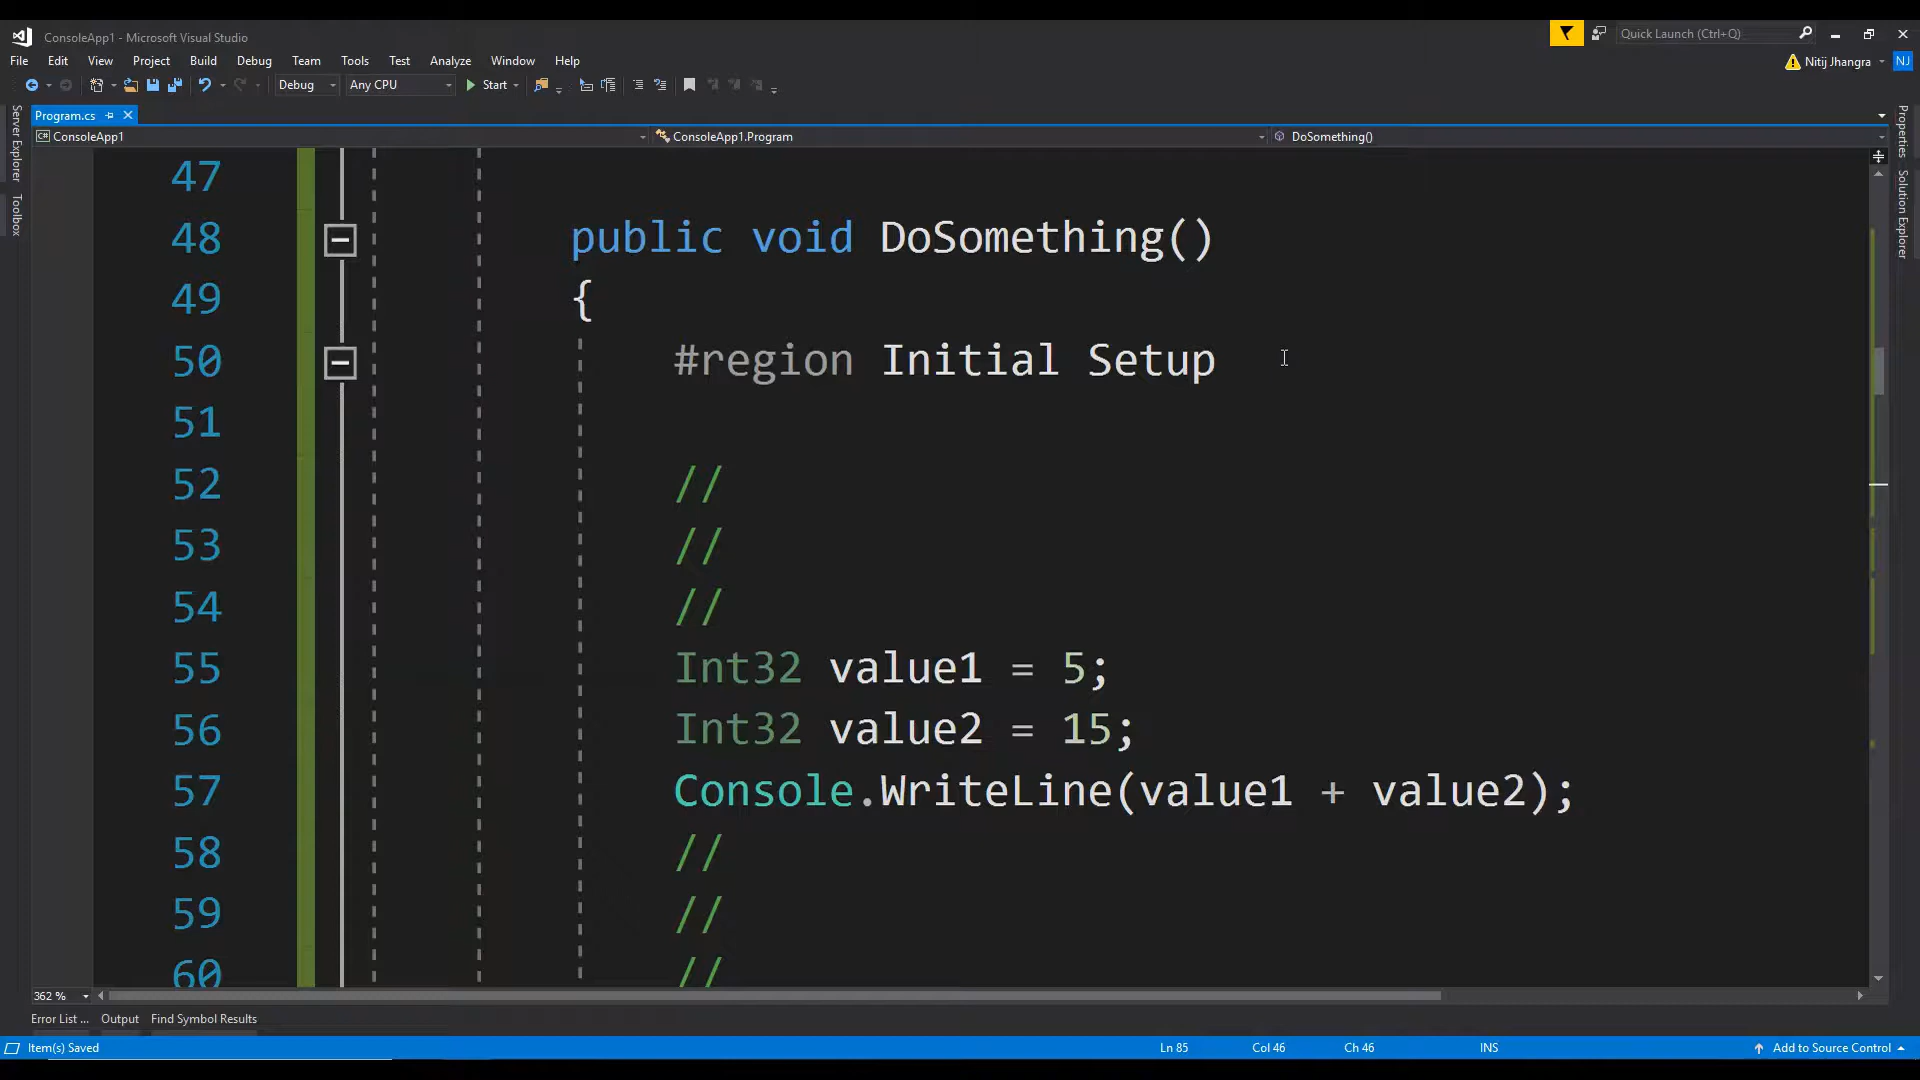 ConsoleApp1 - Microsoft Visual Studio
Quick Launch (Ctrl+Q)
File Edit View Project Build Debug Team Tools Test Analyze Window Help
Nitij Jhangra NJ
Debug Any CPU Start
Server Explorer
Toolbox
Properties
Solution Explorer
Program.cs
C# ConsoleApp1 ConsoleApp1.Program DoSomething()
47
48 public void DoSomething()
49 {
50 #region Initial Setup
51
52 //
53 //
54 //
55 Int32 value1 = 5;
56 Int32 value2 = 15;
57 Console.WriteLine(value1 + value2);
58 //
59 //
60 //
362 %
Error List ... Output Find Symbol Results
Item(s) Saved Ln 85 Col 46 Ch 46 INS Add to Source Control